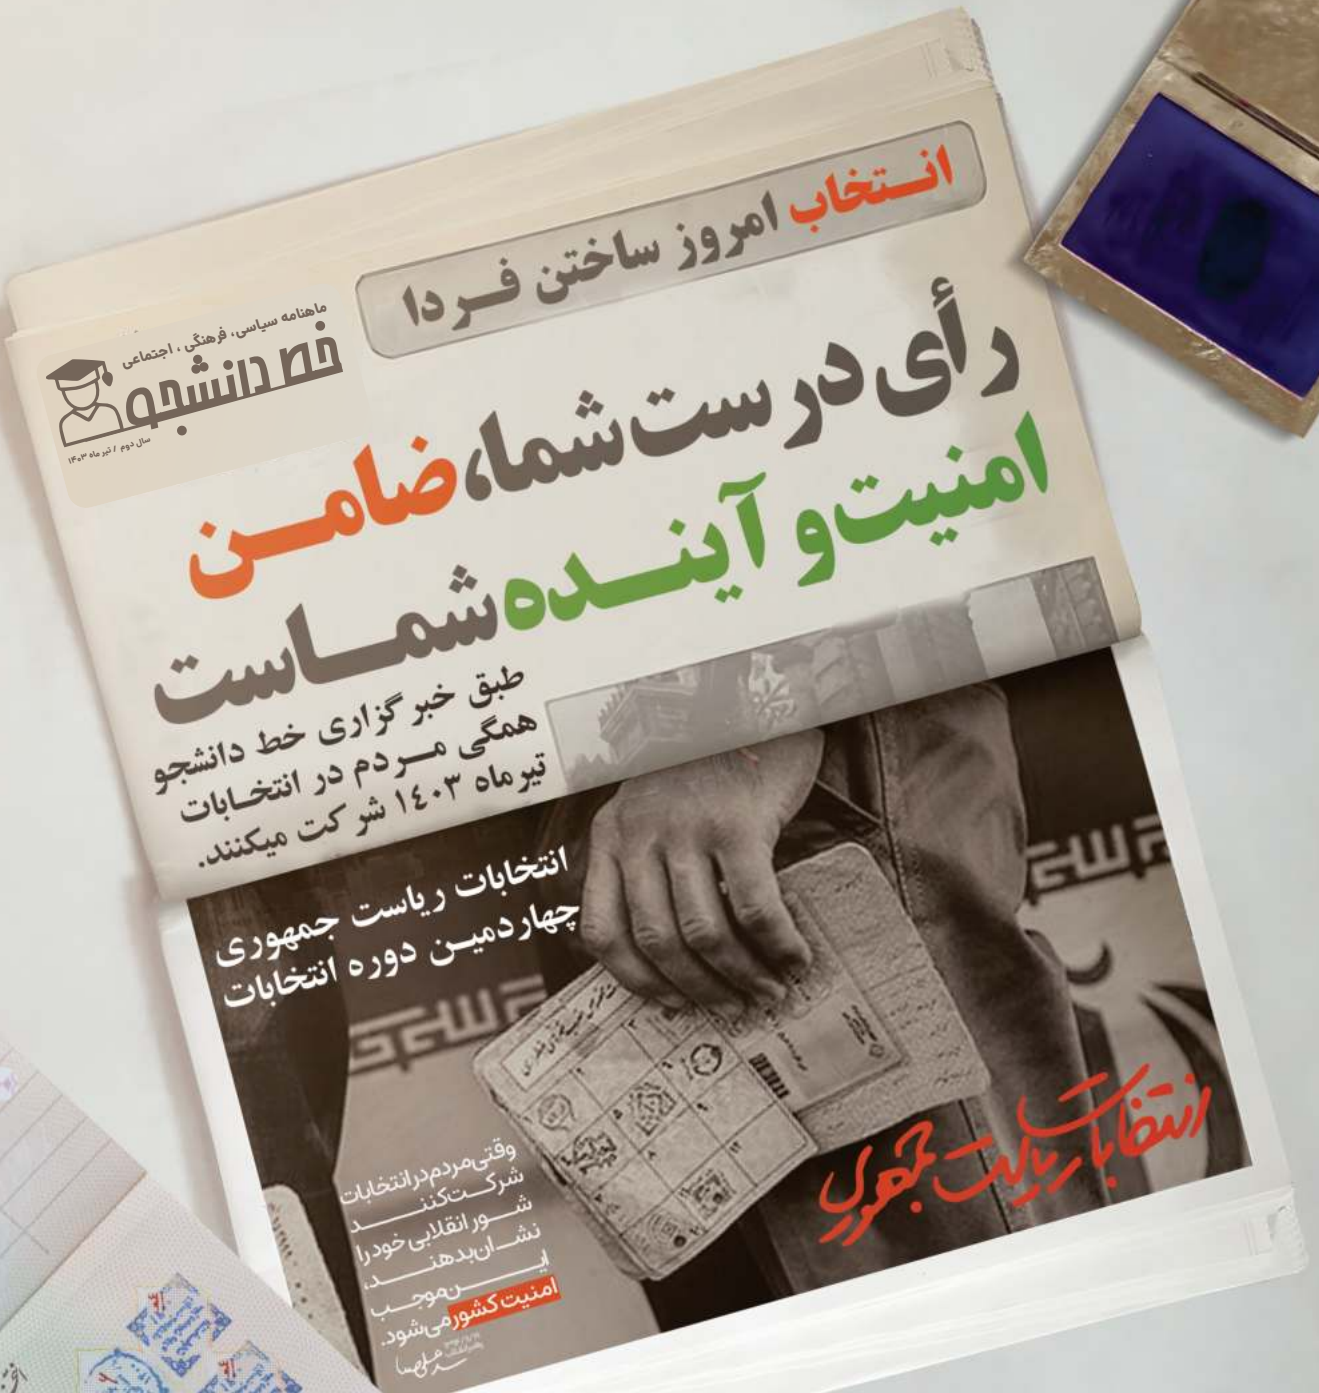 انتخاب امروز ساختن فردا
ماهنامه سیاسی، فرهنگی، اجتماعی
خط دانشجو
سال دوم / تیر ماه ۱۴۰۳
رأی درست شما، ضامن
امنیت و آینده شماست
طبق خبرگزاری خط دانشجو
همگی مردم در انتخابات
تیر ماه ۱۴۰۳ شرکت میکنند.
انتخابات ریاست جمهوری
چهاردمین دوره انتخابات
انتخابات ریاست جمهوری
وقتی مردم در انتخابات
شرکت کنند
شور انقلابی خود را
نشان بدهند،
این موجب
امنیت کشور می‌شود.